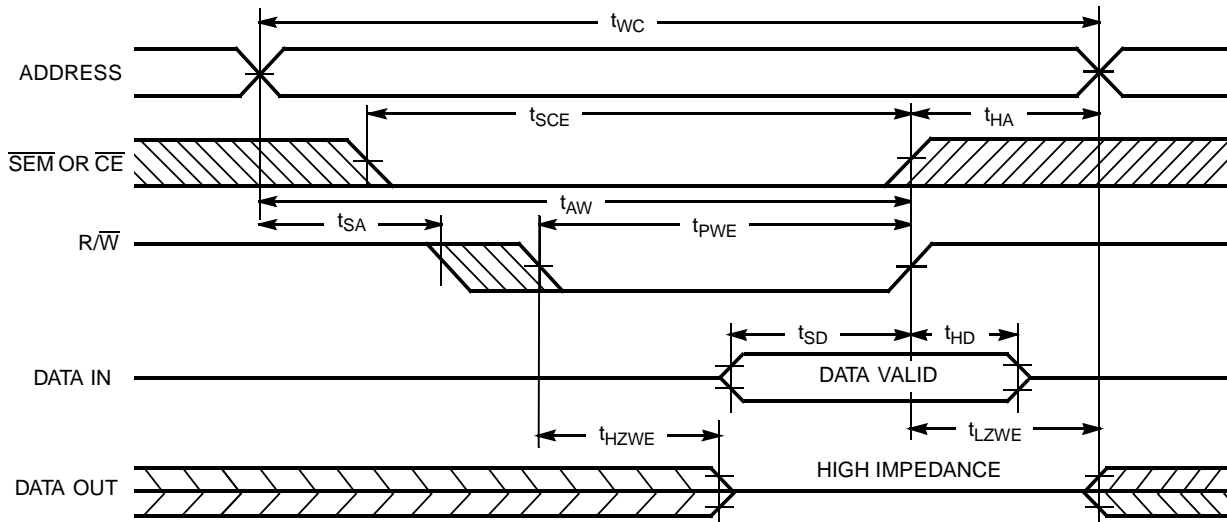 tWC
ADDRESS
tSCE
tHA
SEM OR CE
tAW
tSA
tPWE
R/W
tSD
tHD
DATA IN
DATA VALID
tHZWE
tLZWE
HIGH IMPEDANCE
DATA OUT